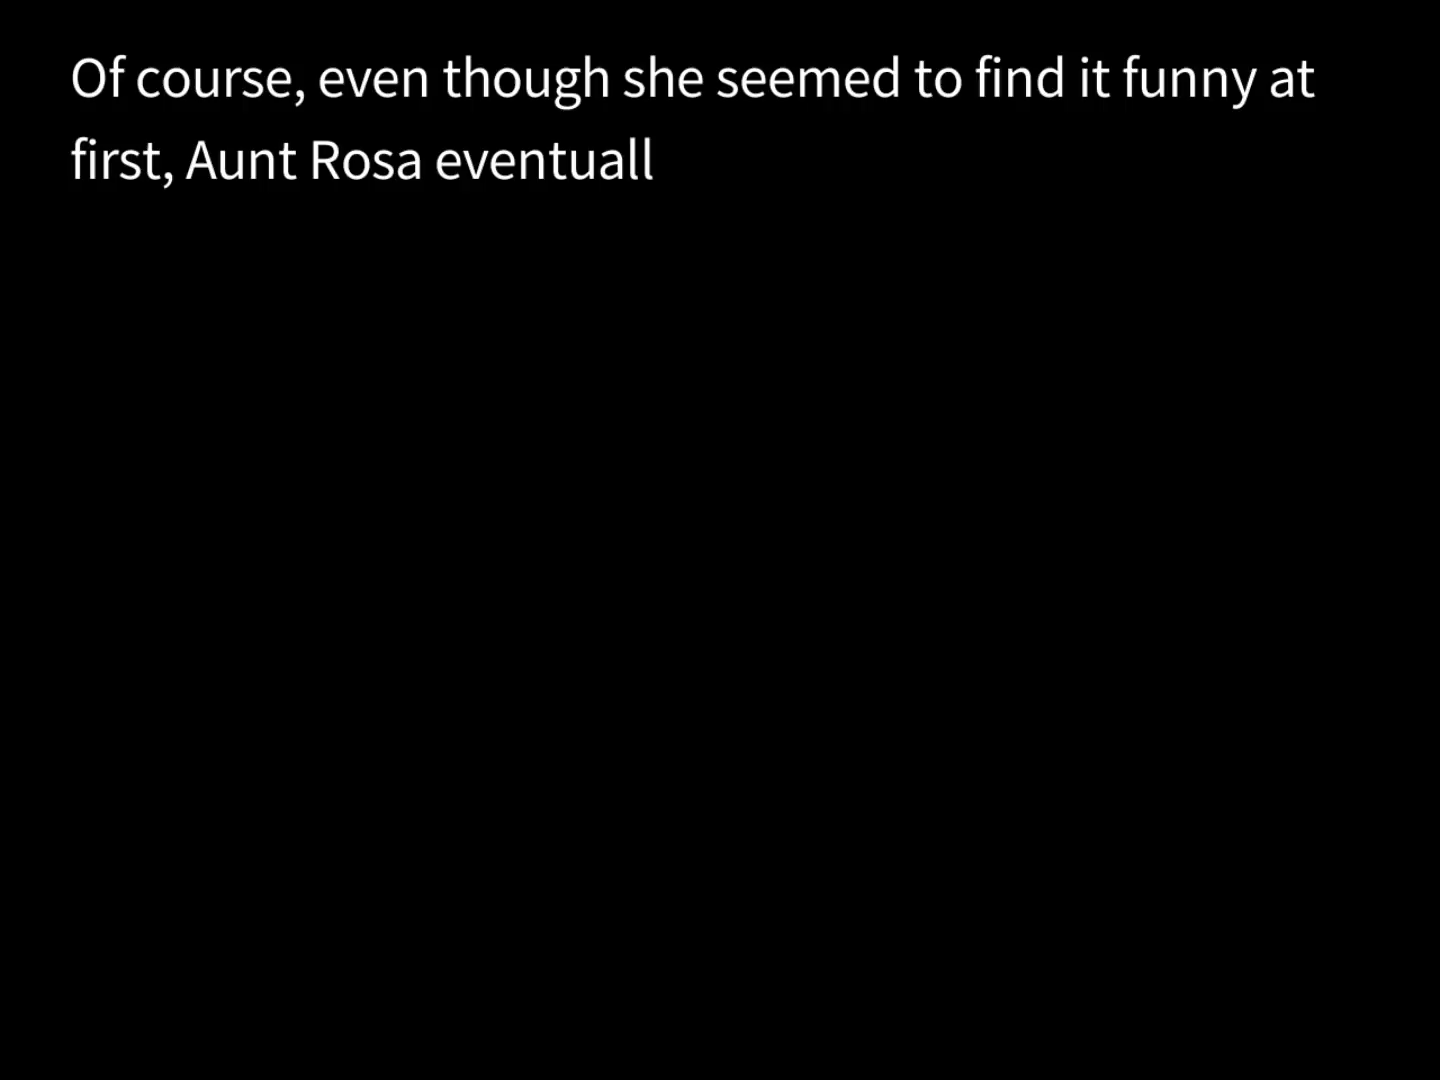 Of course, even though she seemed to find it funny at
first, Aunt Rosa eventuall